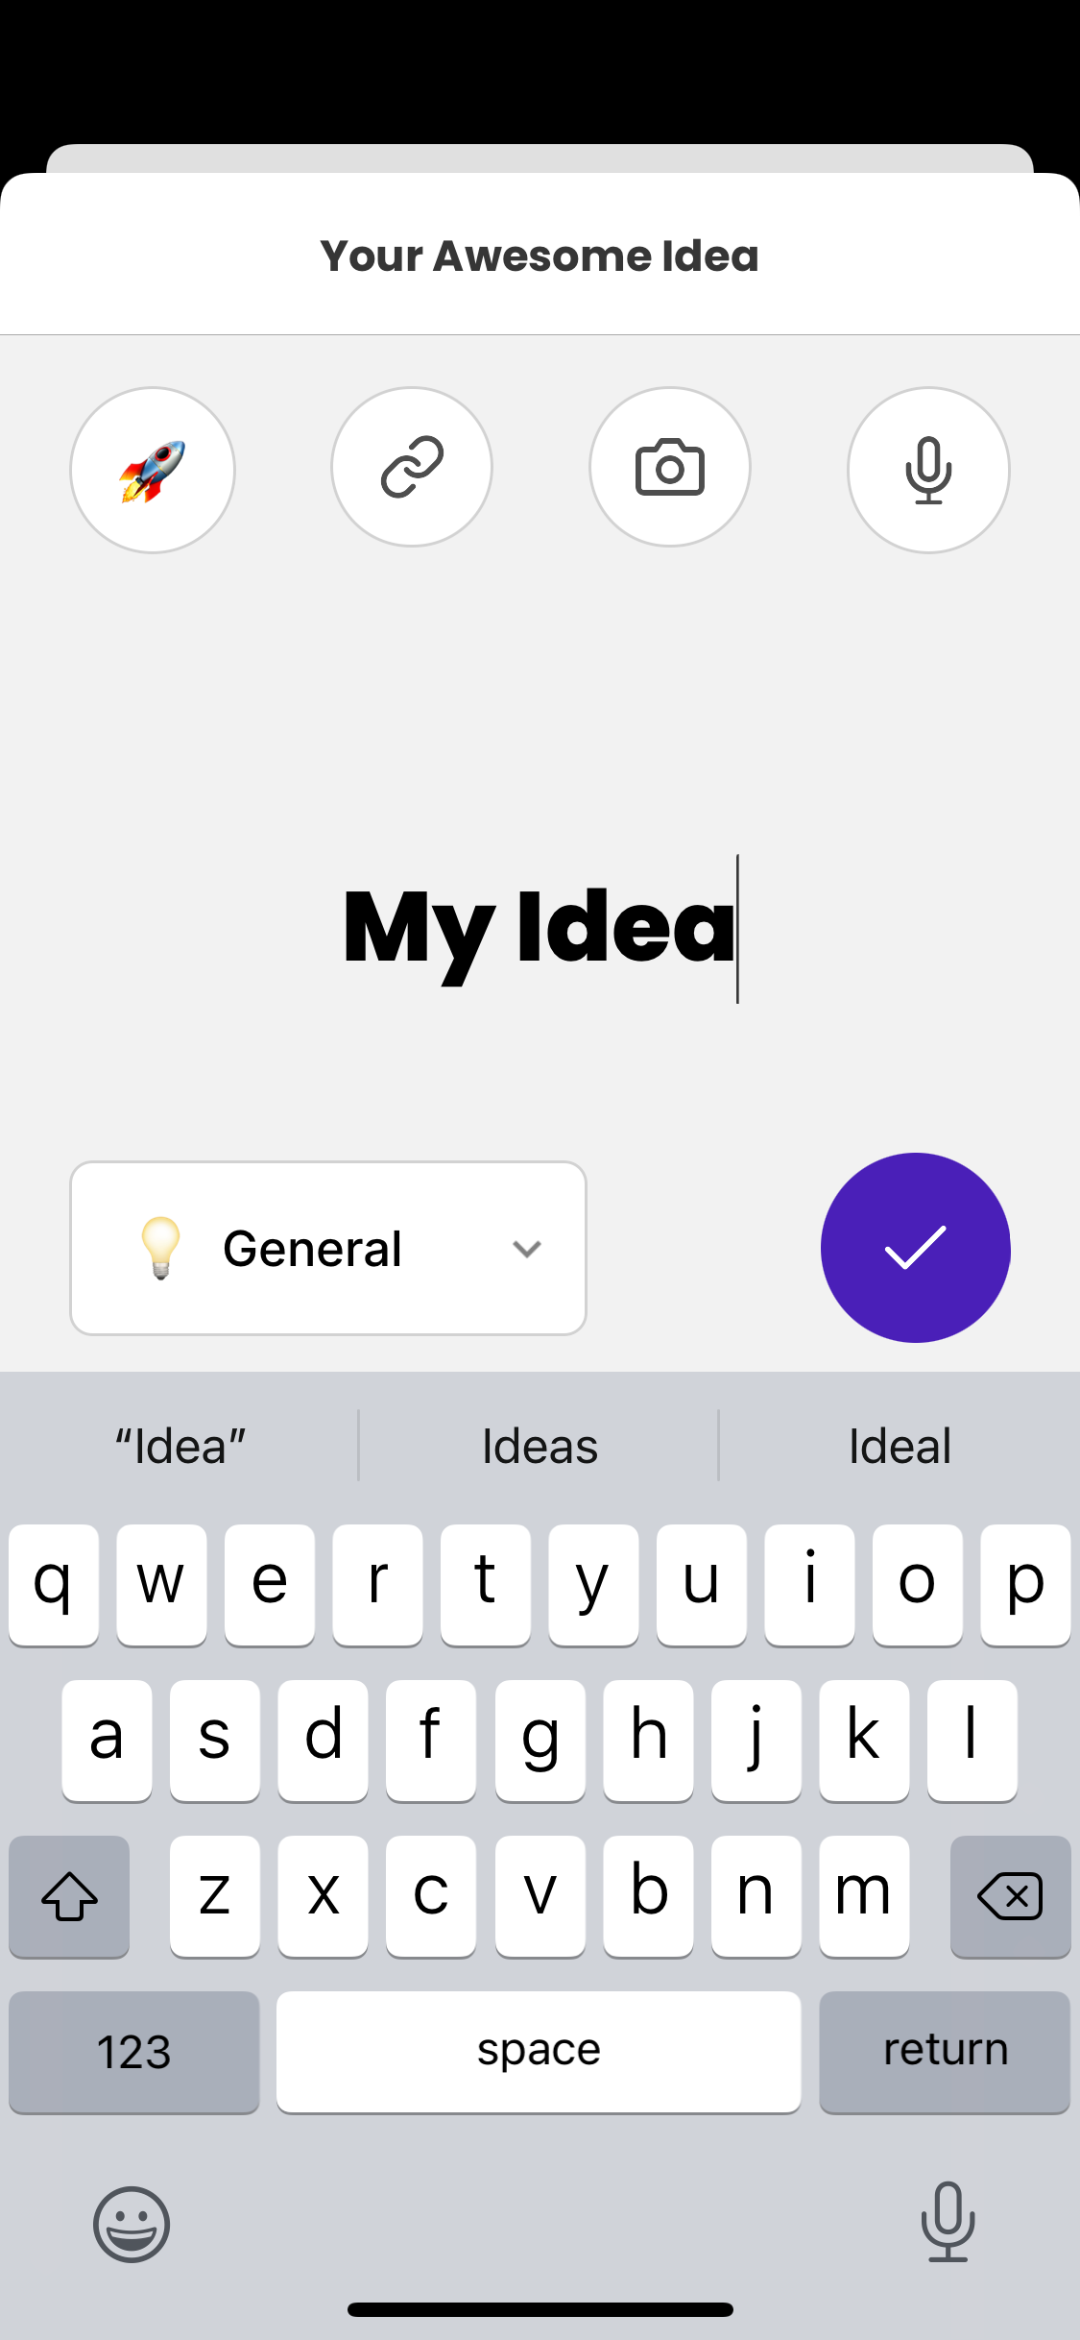 Your Awesome Idea
My Idea
General
“Idea” Ideas Ideal
q w e r t y u i o p
a s d f g h j k l
z x c v b n m
123 space return